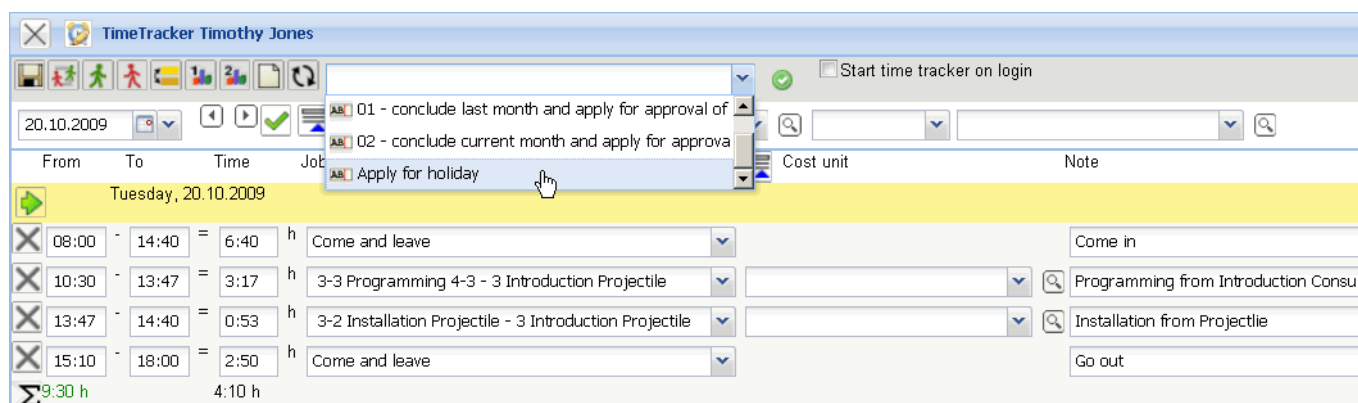 TimeTracker Timothy Jones
Start time tracker on login
01 - conclude last month and apply for approval of
20.10.2009
02 - conclude current month and apply for approva
From To Time Job Cost unit Note
Apply for holiday
Tuesday, 20.10.2009
08:00 - 14:40 = 6:40 h Come and leave Come in
10:30 - 13:47 = 3:17 h 3-3 Programming 4-3 - 3 Introduction Projectile Programming from Introduction Consu
13:47 - 14:40 = 0:53 h 3-2 Installation Projectile - 3 Introduction Projectile Installation from Projectlie
15:10 - 18:00 = 2:50 h Come and leave Go out
Σ9:30 h 4:10 h